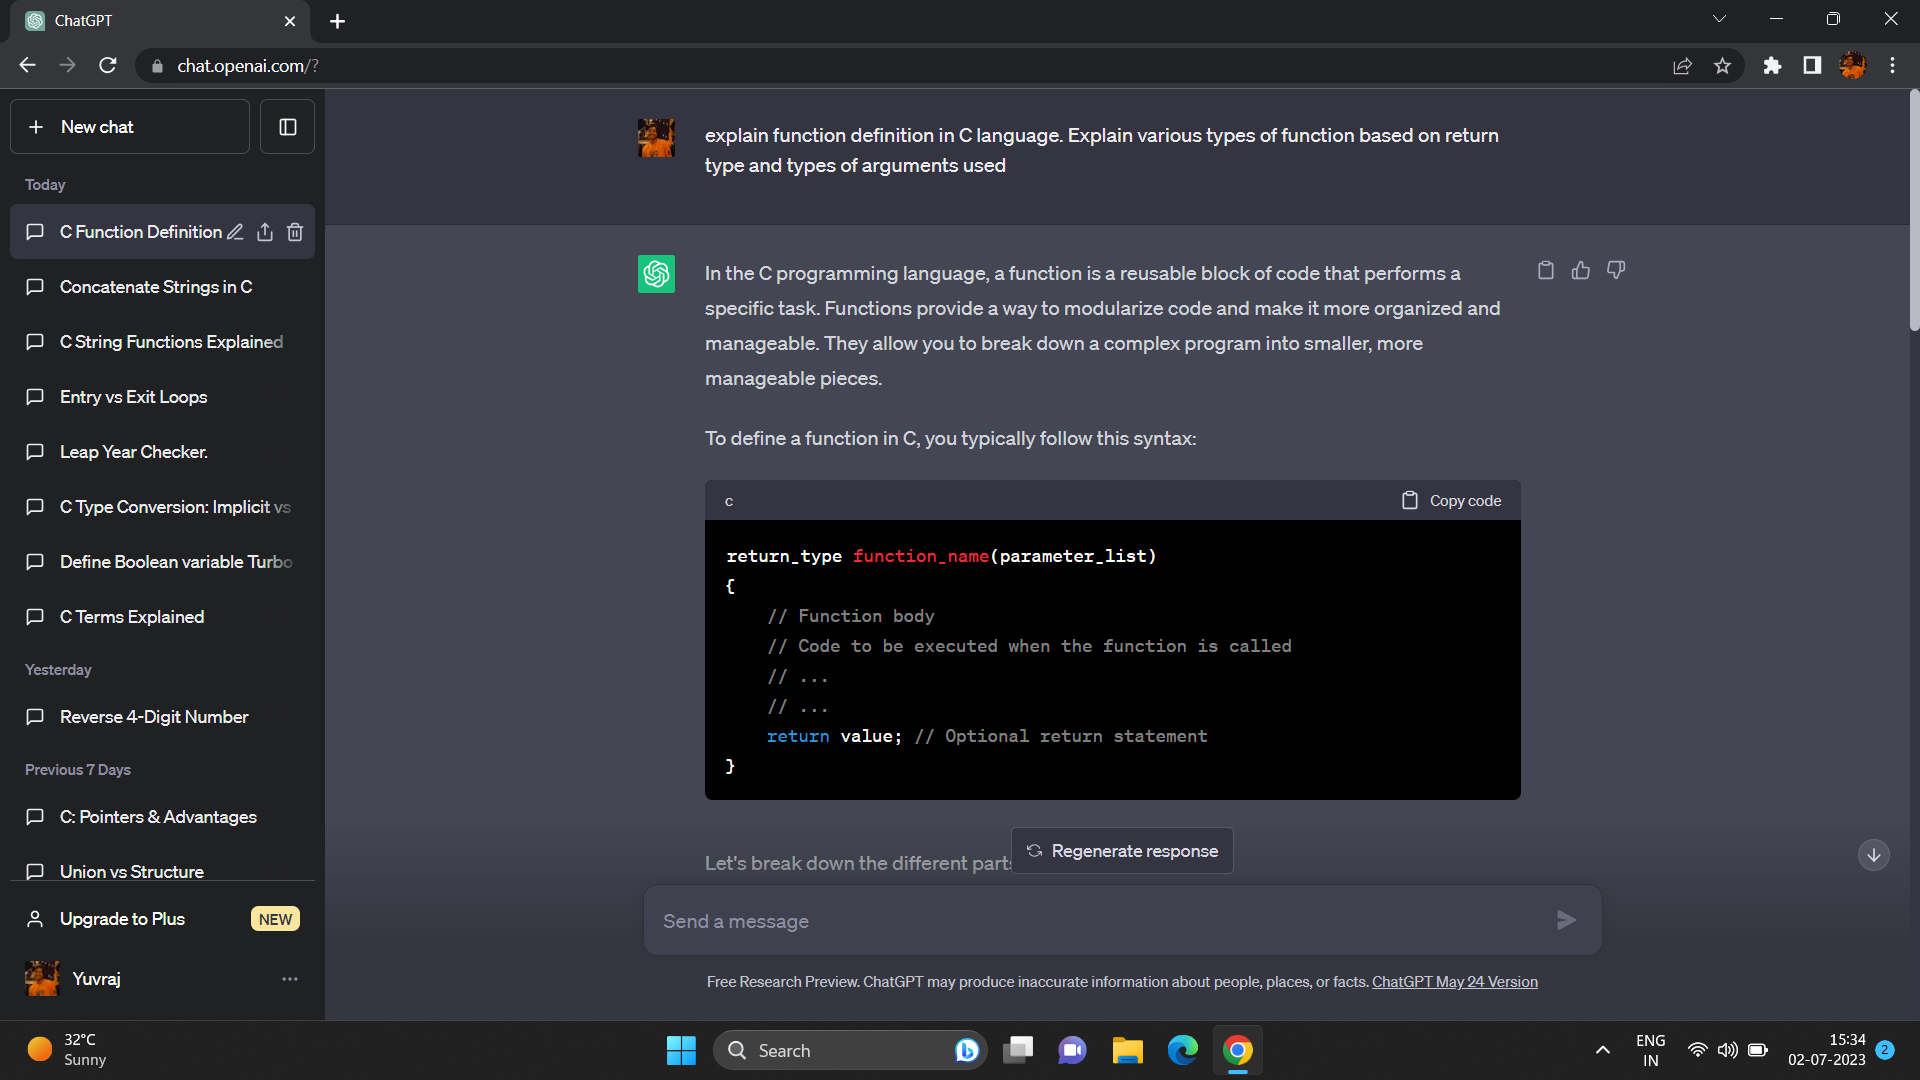 ChatGPT
chat.openai.com/?
New chat
Today
C Function Definition
Concatenate Strings in C
C String Functions Explained
Entry vs Exit Loops
Leap Year Checker.
C Type Conversion: Implicit vs
Define Boolean variable Turbo
C Terms Explained
Yesterday
Reverse 4-Digit Number
Previous 7 Days
C: Pointers & Advantages
Union vs Structure
Upgrade to Plus NEW
Yuvraj
explain function definition in C language. Explain various types of function based on return
type and types of arguments used
In the C programming language, a function is a reusable block of code that performs a
specific task. Functions provide a way to modularize code and make it more organized and
manageable. They allow you to break down a complex program into smaller, more
manageable pieces.
To define a function in C, you typically follow this syntax:
c Copy code
return_type function_name(parameter_list)
{
// Function body
// Code to be executed when the function is called
// ...
// ...
return value; // Optional return statement
}
Let's break down the different parts
Regenerate response
Send a message
Free Research Preview. ChatGPT may produce inaccurate information about people, places, or facts. ChatGPT May 24 Version
32°C
Sunny
Search
ENG
IN
15:34
02-07-2023
2